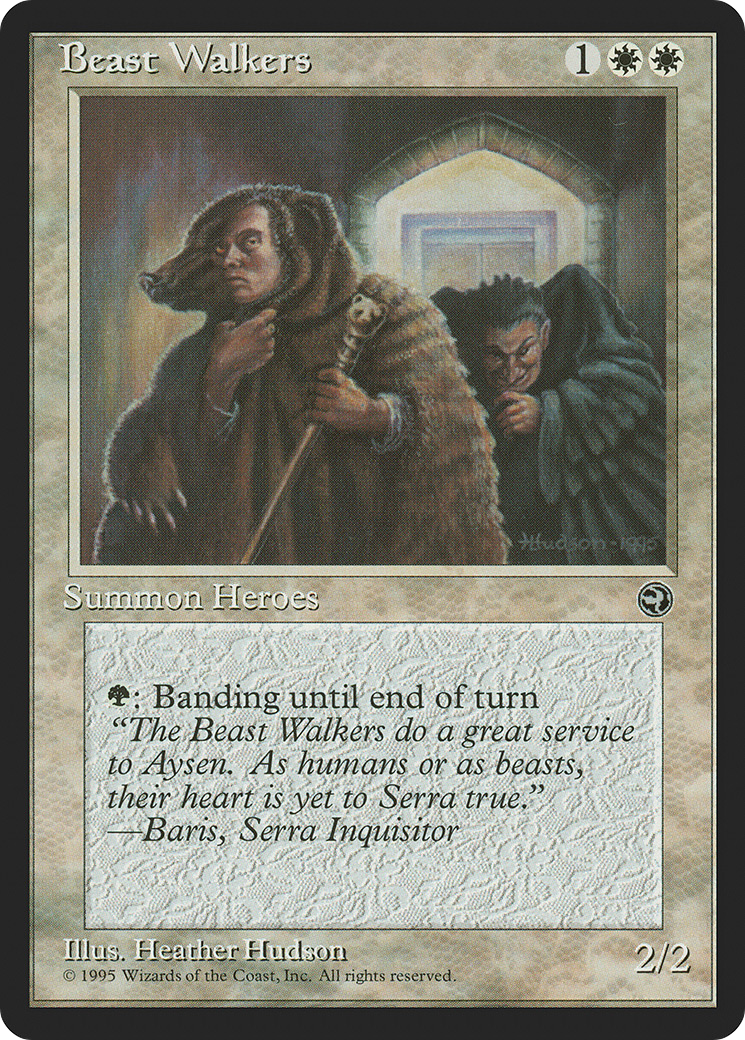 Beast Walkers 1
Hudson-1995
Summon Heroes
: Banding until end of turn
“The Beast Walkers do a great service
to Aysen. As humans or as beasts,
their heart is yet to Serra true.”
—Baris, Serra Inquisitor
Illus. Heather Hudson
2/2
© 1995 Wizards of the Coast, Inc. All rights reserved.